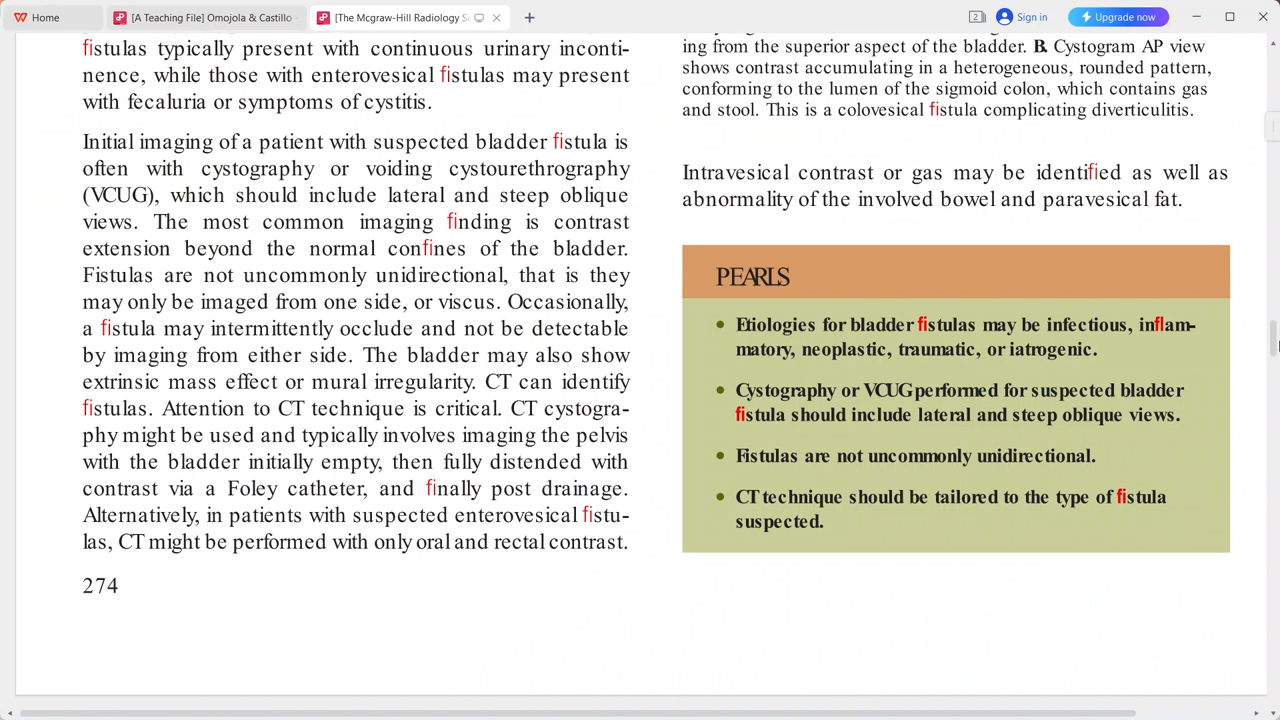 Home
[A Teaching File] Omojola & Castillo
[The Mcgraw-Hill Radiology S
2
Sign in
Upgrade now
fistulas typically present with continuous urinary inconti-
nence, while those with enterovesical fistulas may present
with fecaluria or symptoms of cystitis.
Initial imaging of a patient with suspected bladder fistula is
often with cystography or voiding cystourethrography
(VCUG), which should include lateral and steep oblique
views. The most common imaging finding is contrast
extension beyond the normal confines of the bladder.
Fistulas are not uncommonly unidirectional, that is they
may only be imaged from one side, or viscus. Occasionally,
a fistula may intermittently occlude and not be detectable
by imaging from either side. The bladder may also show
extrinsic mass effect or mural irregularity. CT can identify
fistulas. Attention to CT technique is critical. CT cystogra-
phy might be used and typically involves imaging the pelvis
with the bladder initially empty, then fully distended with
contrast via a Foley catheter, and finally post drainage.
Alternatively, in patients with suspected enterovesical fistu-
las, CT might be performed with only oral and rectal contrast.
274
ing from the superior aspect of the bladder. B. Cystogram AP view
shows contrast accumulating in a heterogeneous, rounded pattern,
conforming to the lumen of the sigmoid colon, which contains gas
and stool. This is a colovesical fistula complicating diverticulitis.
Intravesical contrast or gas may be identified as well as
abnormality of the involved bowel and paravesical fat.
PEARLS
• Etiologies for bladder fistulas may be infectious, inflam-
matory, neoplastic, traumatic, or iatrogenic.
• Cystography or VCUG performed for suspected bladder
fistula should include lateral and steep oblique views.
• Fistulas are not uncommonly unidirectional.
• CT technique should be tailored to the type of fistula
suspected.